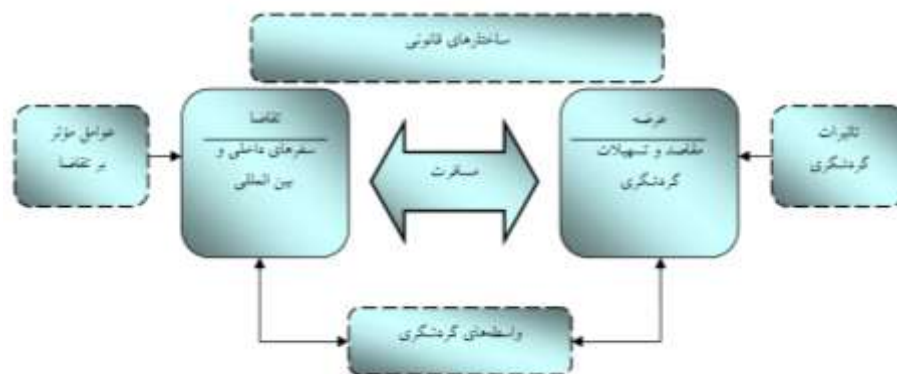 ساختارهای قانونی
عوامل مؤثر
بر تقاضا
تقاضا
سفرهای داخلی و
بین المللی
مسافرت
عرضه
مقاصد و تسهیلات
گردشگری
تاثیرات
گردشگری
واسطه‌های گردشگری